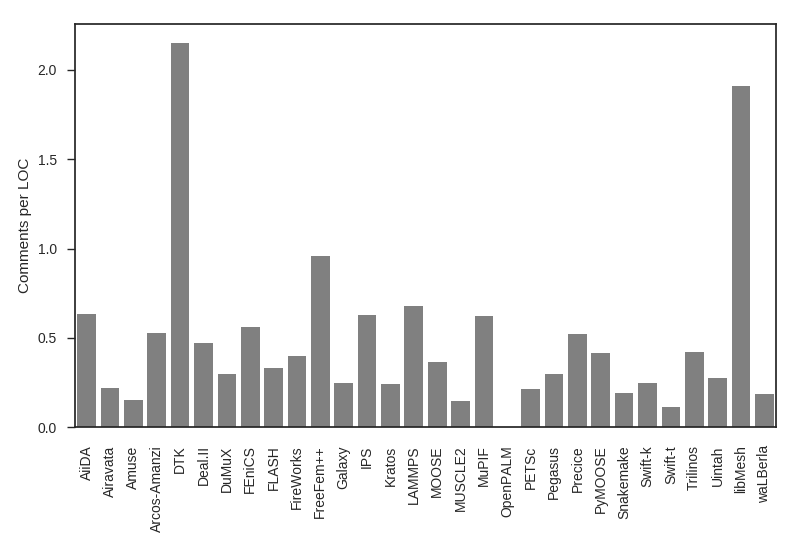 Comments per LOC
2.0
1.5
1.0
0.5
0.0
AiiDA
Airavata
Amuse
Arcos-Amanzi
DTK
Deal.II
DuMuX
FEniCS
FLASH
FireWorks
FreeFem++
Galaxy
IPS
Kratos
LAMMPS
MOOSE
MUSCLE2
MuPIF
OpenPALM
PETSc
Pegasus
Precice
PyMOOSE
Snakemake
Swift-k
Swift-t
Trilinos
Uintah
libMesh
waLBerla